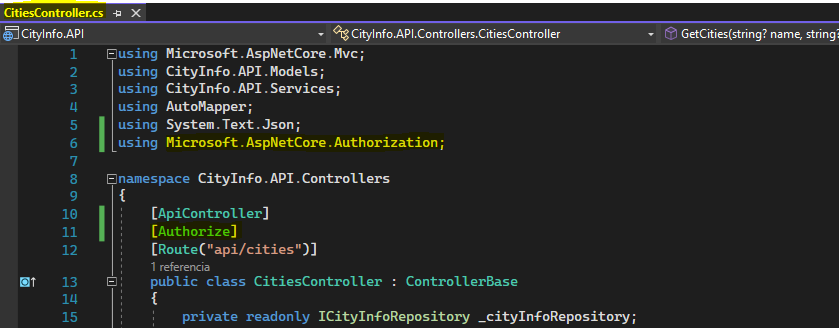 CitiesController.cs
CityInfo.API CityInfo.API.Controllers.CitiesController GetCities(string? name, string?
1 using Microsoft.AspNetCore.Mvc;
2 using CityInfo.API.Models;
3 using CityInfo.API.Services;
4 using AutoMapper;
5 using System.Text.Json;
6 using Microsoft.AspNetCore.Authorization;
7
8 namespace CityInfo.API.Controllers
9 {
10 [ApiController]
11 [Authorize]
12 [Route("api/cities")]
1 referencia
13 public class CitiesController : ControllerBase
14 {
15 private readonly ICityInfoRepository _cityInfoRepository;